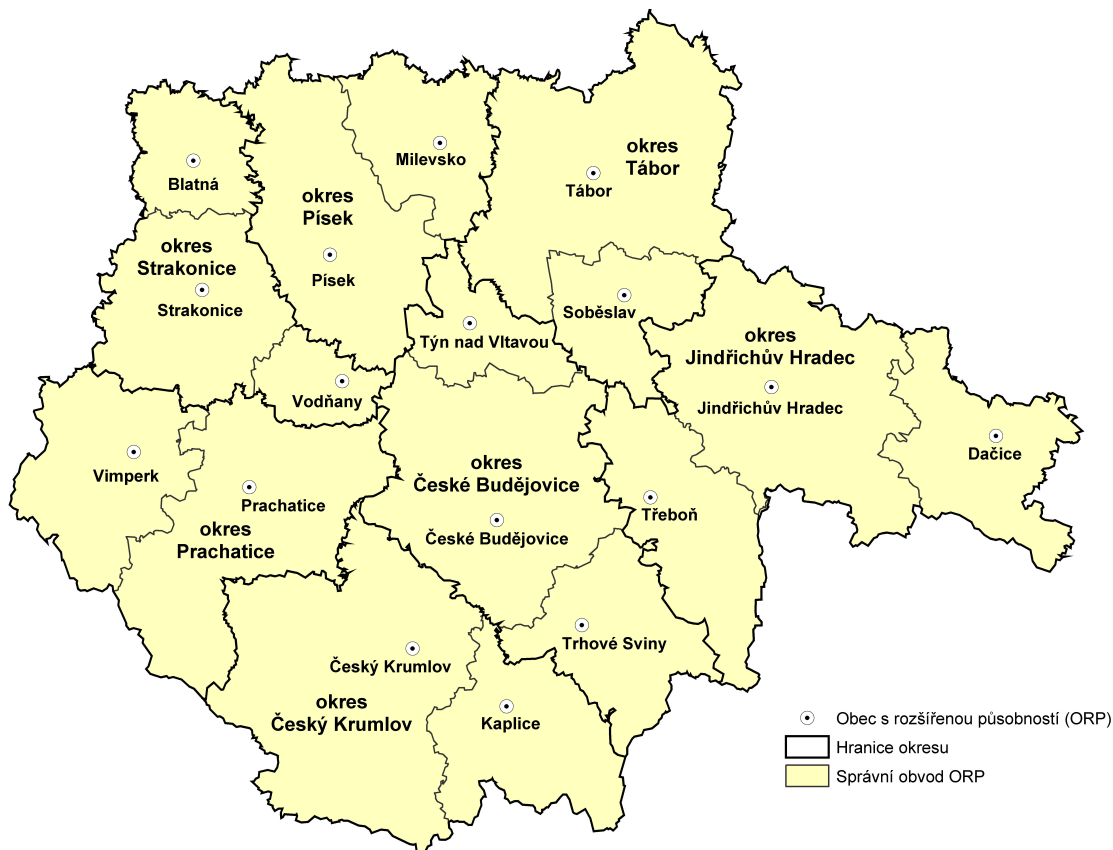 Milevsko
okres
Tábor
Blatná
Tábor
okres
Písek
okres
Strakonice
Písek
Strakonice
Soběslav
Týn nad Vltavou
okres
Jindřichův Hradec
Vodňany
Jindřichův Hradec
Dačice
okres
České Budějovice
Vimperk
Prachatice
Třeboň
okres
Prachatice
České Budějovice
Trhové Sviny
Český Krumlov
okres
Český Krumlov
Kaplice
Obec s rozšířenou působností (ORP)
Hranice okresu
Správní obvod ORP